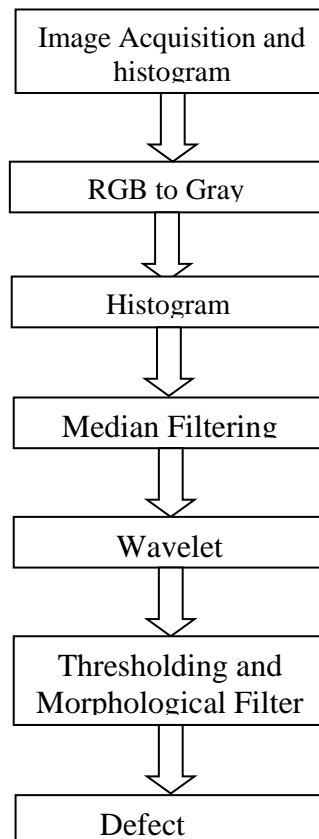 Image Acquisition and
histogram
RGB to Gray
Histogram
Median Filtering
Wavelet
Thresholding and
Morphological Filter
Defect